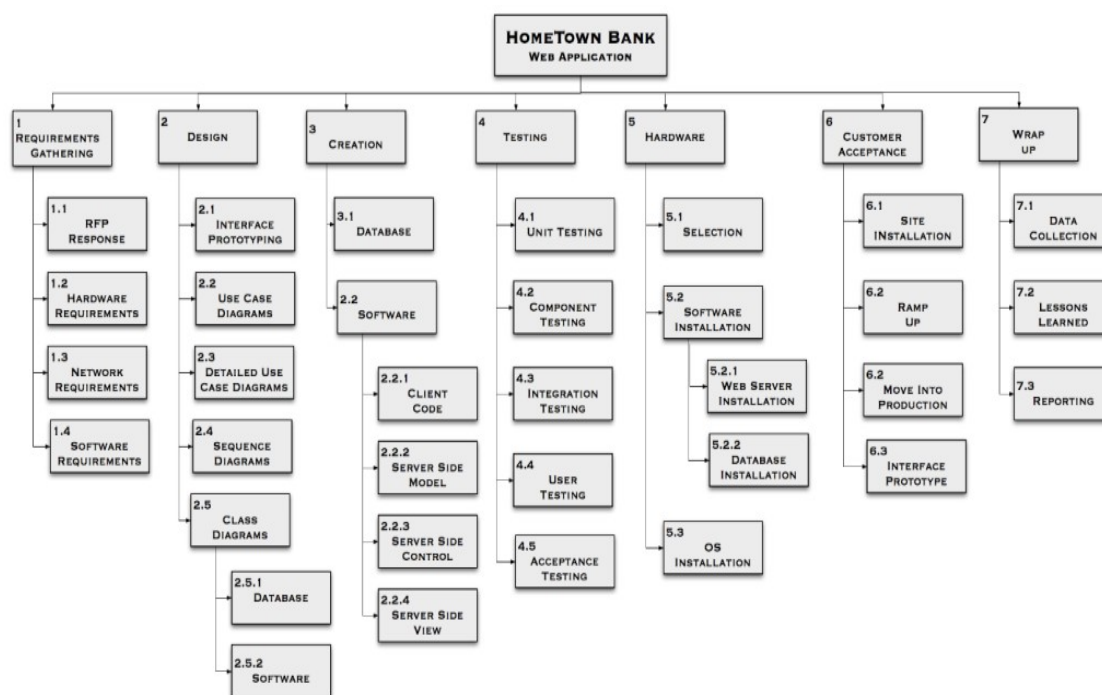 HOMETOWN BANK
WEB APPLICATION
1
REQUIREMENTS
GATHERING
1.1
RFP
RESPONSE
1.2
HARDWARE
REQUIREMENTS
1.3
NETWORK
REQUIREMENTS
1.4
SOFTWARE
REQUIREMENTS
2
DESIGN
2.1
INTERFACE
PROTOTYPING
2.2
USE CASE
DIAGRAMS
2.3
DETAILED USE
CASE DIAGRAMS
2.4
SEQUENCE
DIAGRAMS
2.5
CLASS
DIAGRAMS
2.5.1
DATABASE
2.5.2
SOFTWARE
3
CREATION
3.1
DATABASE
2.2
SOFTWARE
2.2.1
CLIENT
CODE
2.2.2
SERVER SIDE
MODEL
2.2.3
SERVER SIDE
CONTROL
2.2.4
SERVER SIDE
VIEW
4
TESTING
4.1
UNIT TESTING
4.2
COMPONENT
TESTING
4.3
INTEGRATION
TESTING
4.4
USER
TESTING
4.5
ACCEPTANCE
TESTING
5
HARDWARE
5.1
SELECTION
5.2
SOFTWARE
INSTALLATION
5.2.1
WEB SERVER
INSTALLATION
5.2.2
DATABASE
INSTALLATION
5.3
OS
INSTALLATION
6
CUSTOMER
ACCEPTANCE
6.1
SITE
INSTALLATION
6.2
RAMP
UP
6.2
MOVE INTO
PRODUCTION
6.3
INTERFACE
PROTOTYPE
7
WRAP
UP
7.1
DATA
COLLECTION
7.2
LESSONS
LEARNED
7.3
REPORTING